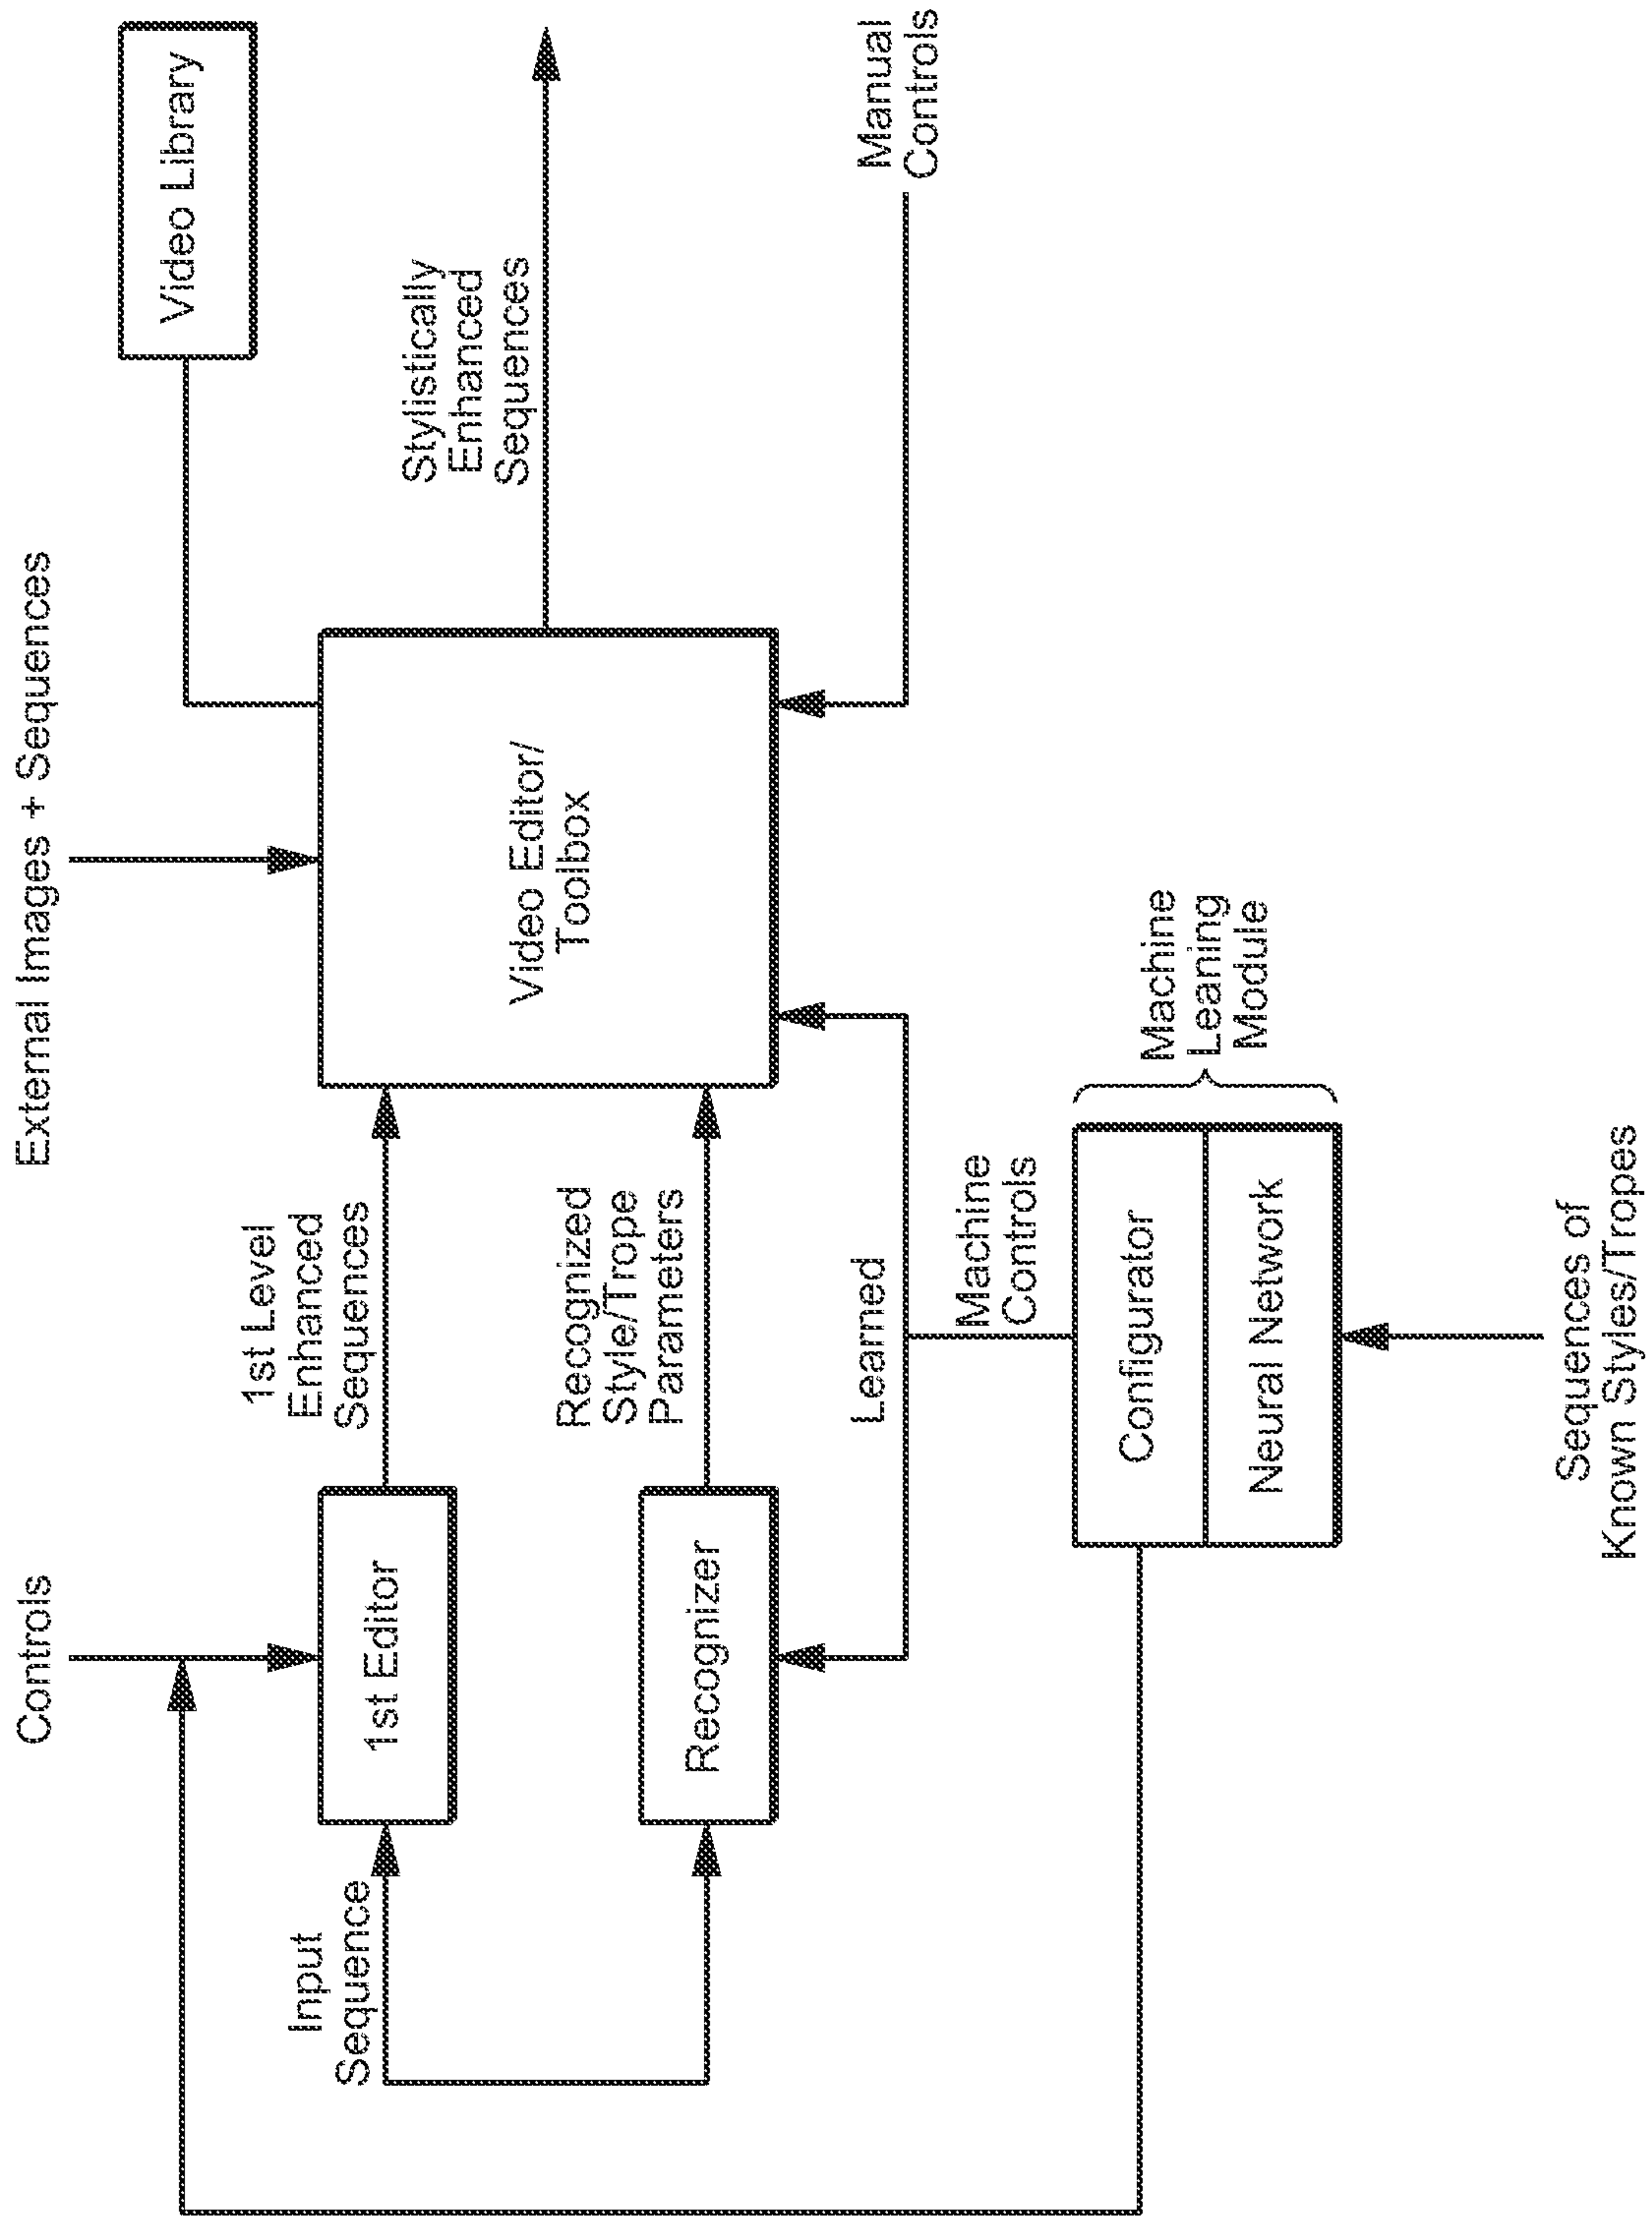 Controls
External Images + Sequences
Video Library
Input
Sequence
1st Editor
1st Level
Enhanced
Sequences
Video Editor/
Toolbox
Stylistically
Enhanced
Sequences
Recognizer
Recognized
Style/Trope
Parameters
Learned
Machine
Controls
Manual
Controls
Configurator
Neural Network
Machine
Leaning
Module
Sequences of
Known Styles/Tropes